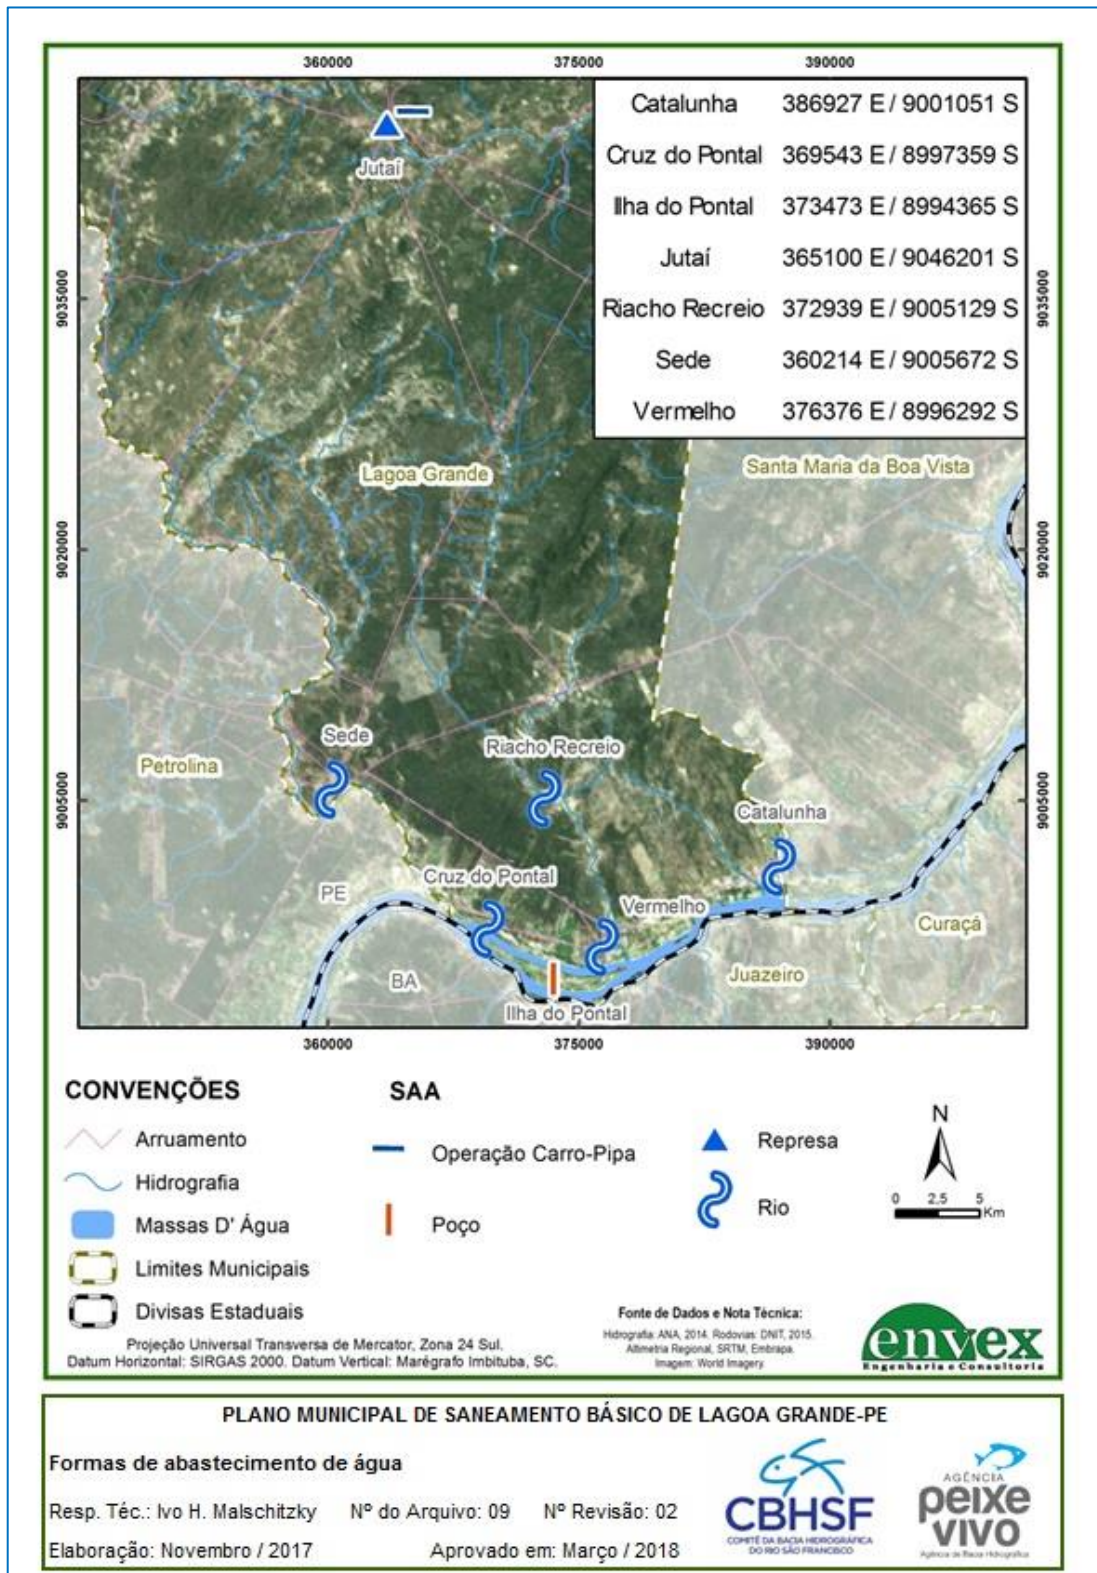 360000 375000 390000
Catalunha 386927 E / 9001051 S
Cruz do Pontal 369543 E / 8997359 S
Ilha do Pontal 373473 E / 8994365 S
Jutaí 365100 E / 9046201 S
Riacho Recreio 372939 E / 9005129 S
Sede 360214 E / 9005672 S
Vermelho 376376 E / 8996292 S
Jutaí
9035000 9035000
Lagoa Grande
Santa Maria da Boa Vista
9020000 9020000
Sede
Riacho Recreio
Petrolina
9005000 9005000
Catalunha
Cruz do Pontal
PE
Vermelho
Curaçá
BA
Juazeiro
Ilha do Pontal
360000 375000 390000
CONVENÇÕES
Arruamento
Hidrografia
Massas D' Água
Limites Municipais
Divisas Estaduais
SAA
Operação Carro-Pipa
Poço
Represa
Rio
N
0 2,5 5
Km
Projeção Universal Transversa de Mercator, Zona 24 Sul.
Datum Horizontal: SIRGAS 2000. Datum Vertical: Marégrafo Imbituba, SC.
Fonte de Dados e Nota Técnica:
Hidrografia: ANA, 2014. Rodovias: DNIT, 2015.
Altimetria Regional, SRTM, Embrapa.
Imagem: World Imagery.
envex
Engenharia e Consultoria
PLANO MUNICIPAL DE SANEAMENTO BÁSICO DE LAGOA GRANDE-PE
Formas de abastecimento de água
Resp. Téc.: Ivo H. Malschitzky Nº do Arquivo: 09 Nº Revisão: 02
Elaboração: Novembro / 2017 Aprovado em: Março / 2018
CBHSF
COMITÊ DA BACIA HIDROGRÁFICA
DO RIO SÃO FRANCISCO
AGÊNCIA
peixe
vivo
Agência de Bacia Hidrográfica